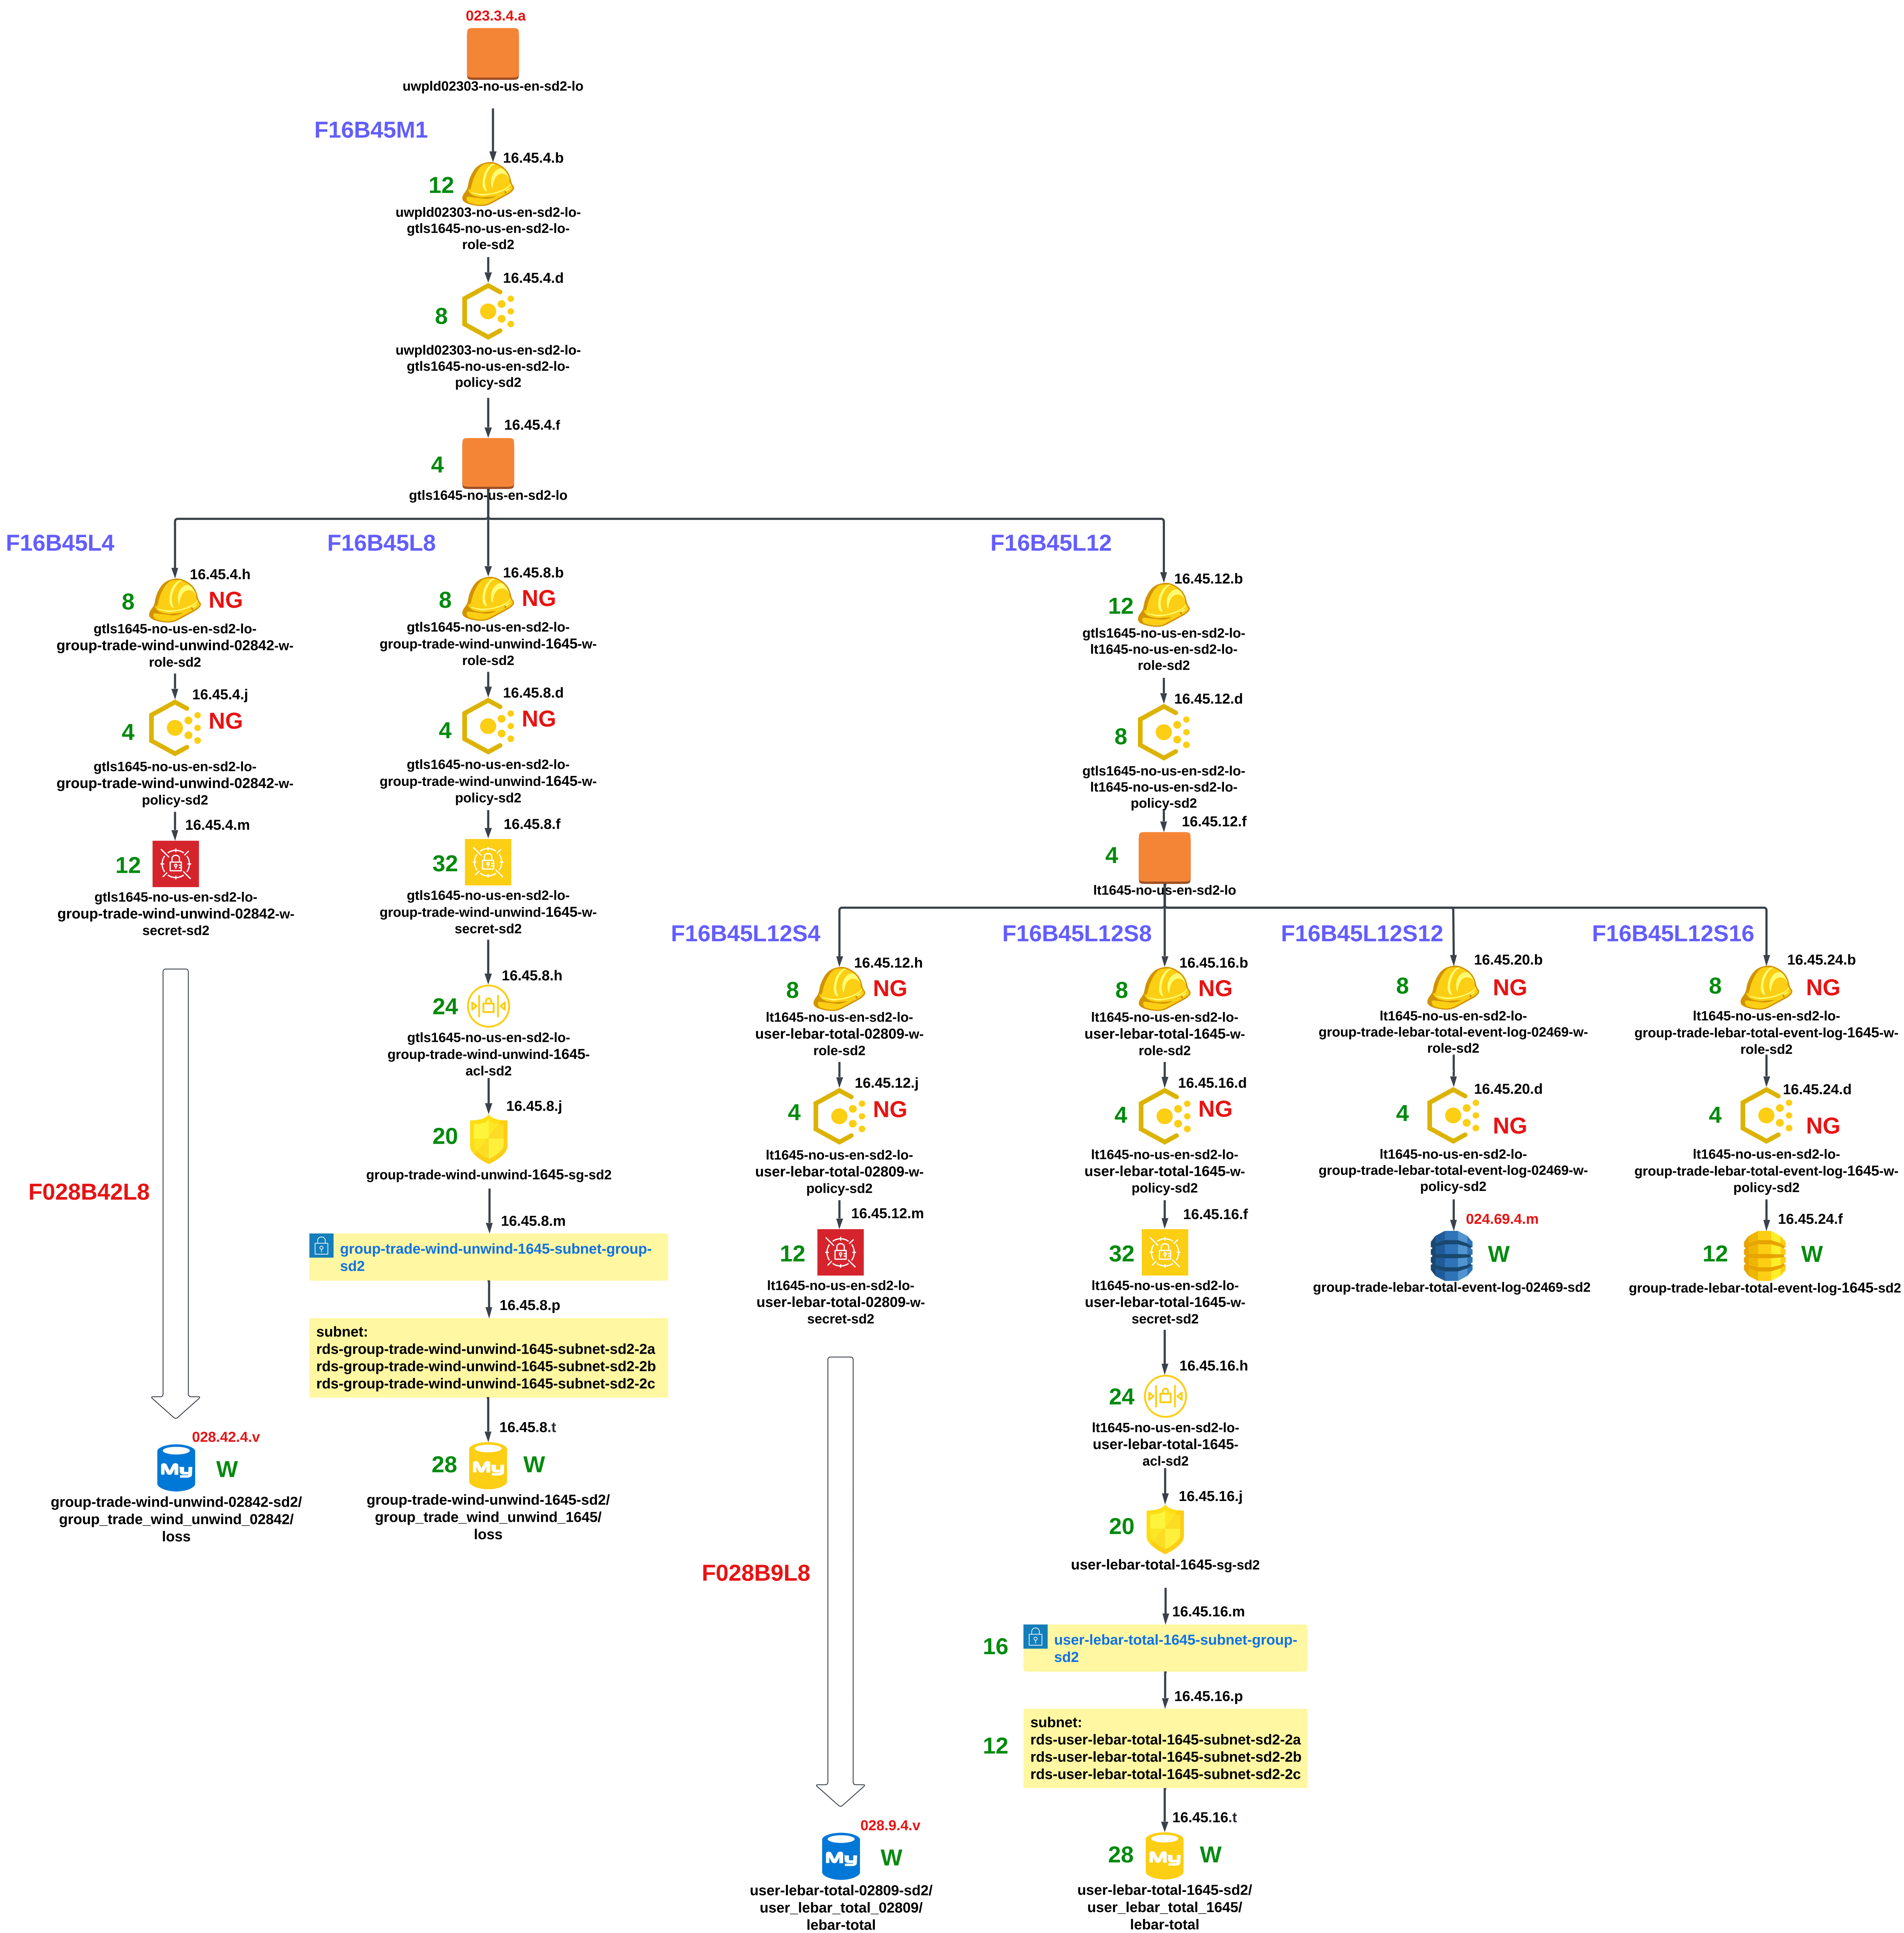 023.3.4.a
uwpld02303-no-us-en-sd2-lo
F16B45M1
16.45.4.b
12
uwpld02303-no-us-en-sd2-lo-
gtls1645-no-us-en-sd2-lo-
role-sd2
16.45.4.d
8
uwpld02303-no-us-en-sd2-lo-
gtls1645-no-us-en-sd2-lo-
policy-sd2
16.45.4.f
4
gtls1645-no-us-en-sd2-lo
F16B45L4
16.45.4.h
8
NG
gtls1645-no-us-en-sd2-lo-
group-trade-wind-unwind-02842-w-
role-sd2
16.45.4.j
4
NG
gtls1645-no-us-en-sd2-lo-
group-trade-wind-unwind-02842-w-
policy-sd2
16.45.4.m
12
gtls1645-no-us-en-sd2-lo-
group-trade-wind-unwind-02842-w-
secret-sd2
F028B42L8
028.42.4.v
My
W
group-trade-wind-unwind-02842-sd2/
group_trade_wind_unwind_02842/
loss
F16B45L8
16.45.8.b
8
NG
gtls1645-no-us-en-sd2-lo-
group-trade-wind-unwind-1645-w-
role-sd2
16.45.8.d
4
NG
gtls1645-no-us-en-sd2-lo-
group-trade-wind-unwind-1645-w-
policy-sd2
16.45.8.f
32
gtls1645-no-us-en-sd2-lo-
group-trade-wind-unwind-1645-w-
secret-sd2
16.45.8.h
24
gtls1645-no-us-en-sd2-lo-
group-trade-wind-unwind-1645-
acl-sd2
16.45.8.j
20
group-trade-wind-unwind-1645-sg-sd2
16.45.8.m
group-trade-wind-unwind-1645-subnet-group-
sd2
16.45.8.p
subnet:
rds-group-trade-wind-unwind-1645-subnet-sd2-2a
rds-group-trade-wind-unwind-1645-subnet-sd2-2b
rds-group-trade-wind-unwind-1645-subnet-sd2-2c
16.45.8.t
28
My
W
group-trade-wind-unwind-1645-sd2/
group_trade_wind_unwind_1645/
loss
F16B45L12
16.45.12.b
12
gtls1645-no-us-en-sd2-lo-
lt1645-no-us-en-sd2-lo-
role-sd2
16.45.12.d
8
gtls1645-no-us-en-sd2-lo-
lt1645-no-us-en-sd2-lo-
policy-sd2
16.45.12.f
4
lt1645-no-us-en-sd2-lo
F16B45L12S4
16.45.12.h
8
NG
lt1645-no-us-en-sd2-lo-
user-lebar-total-02809-w-
role-sd2
16.45.12.j
4
NG
lt1645-no-us-en-sd2-lo-
user-lebar-total-02809-w-
policy-sd2
16.45.12.m
12
lt1645-no-us-en-sd2-lo-
user-lebar-total-02809-w-
secret-sd2
F028B9L8
028.9.4.v
My
W
user-lebar-total-02809-sd2/
user_lebar_total_02809/
lebar-total
F16B45L12S8
16.45.16.b
8
NG
lt1645-no-us-en-sd2-lo-
user-lebar-total-1645-w-
role-sd2
16.45.16.d
4
NG
lt1645-no-us-en-sd2-lo-
user-lebar-total-1645-w-
policy-sd2
16.45.16.f
32
lt1645-no-us-en-sd2-lo-
user-lebar-total-1645-w-
secret-sd2
16.45.16.h
24
lt1645-no-us-en-sd2-lo-
user-lebar-total-1645-
acl-sd2
16.45.16.j
20
user-lebar-total-1645-sg-sd2
16.45.16.m
16
user-lebar-total-1645-subnet-group-
sd2
16.45.16.p
12
subnet:
rds-user-lebar-total-1645-subnet-sd2-2a
rds-user-lebar-total-1645-subnet-sd2-2b
rds-user-lebar-total-1645-subnet-sd2-2c
16.45.16.t
28
My
W
user-lebar-total-1645-sd2/
user_lebar_total_1645/
lebar-total
F16B45L12S12
16.45.20.b
8
NG
lt1645-no-us-en-sd2-lo-
group-trade-lebar-total-event-log-02469-w-
role-sd2
16.45.20.d
4
NG
lt1645-no-us-en-sd2-lo-
group-trade-lebar-total-event-log-02469-w-
policy-sd2
024.69.4.m
W
group-trade-lebar-total-event-log-02469-sd2
F16B45L12S16
16.45.24.b
8
NG
lt1645-no-us-en-sd2-lo-
group-trade-lebar-total-event-log-1645-w-
role-sd2
16.45.24.d
4
NG
lt1645-no-us-en-sd2-lo-
group-trade-lebar-total-event-log-1645-w-
policy-sd2
16.45.24.f
12
W
group-trade-lebar-total-event-log-1645-sd2